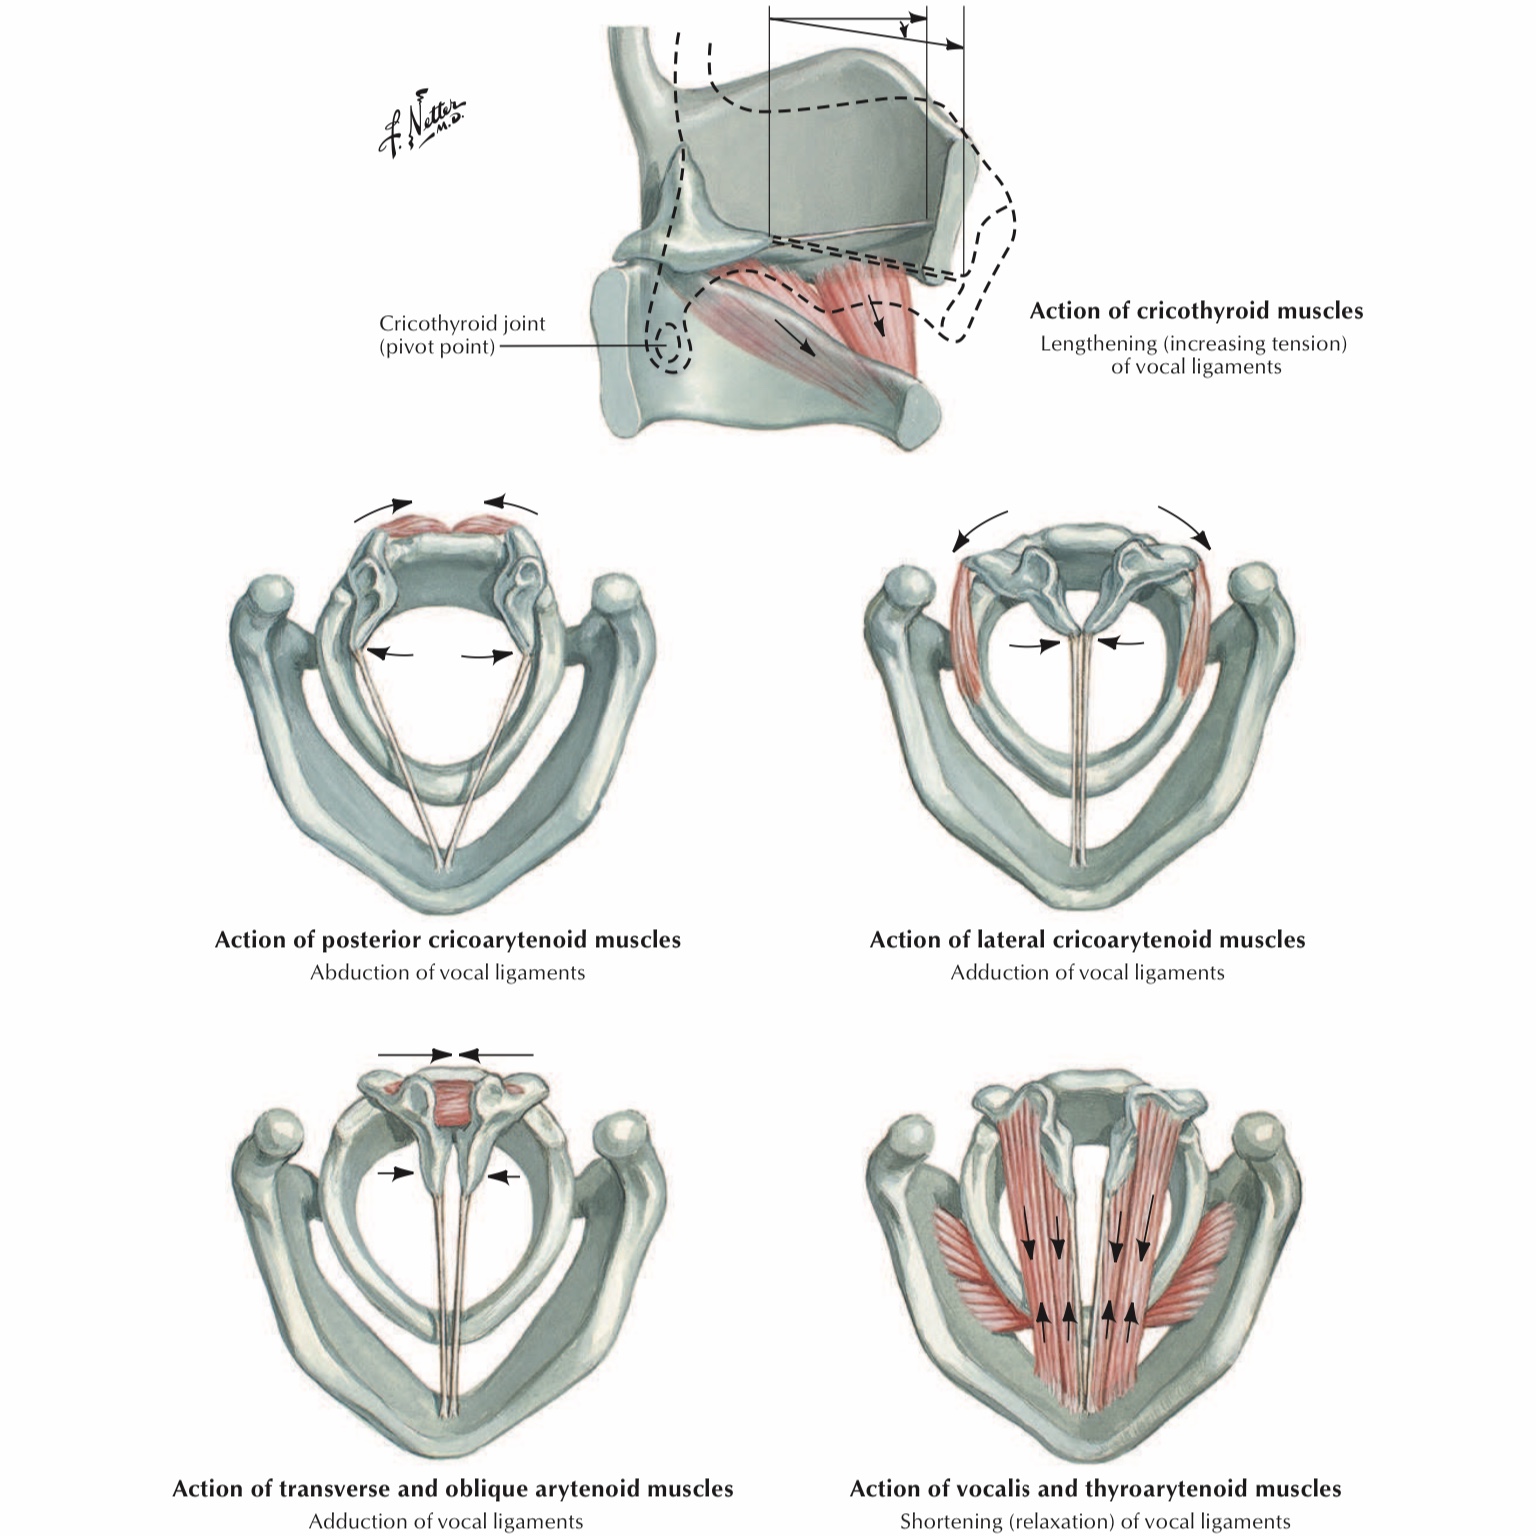 F. Netter
M.D.
Cricothyroid joint
(pivot point)
Action of cricothyroid muscles
Lengthening (increasing tension)
of vocal ligaments
Action of posterior cricoarytenoid muscles
Abduction of vocal ligaments
Action of lateral cricoarytenoid muscles
Adduction of vocal ligaments
Action of transverse and oblique arytenoid muscles
Adduction of vocal ligaments
Action of vocalis and thyroarytenoid muscles
Shortening (relaxation) of vocal ligaments